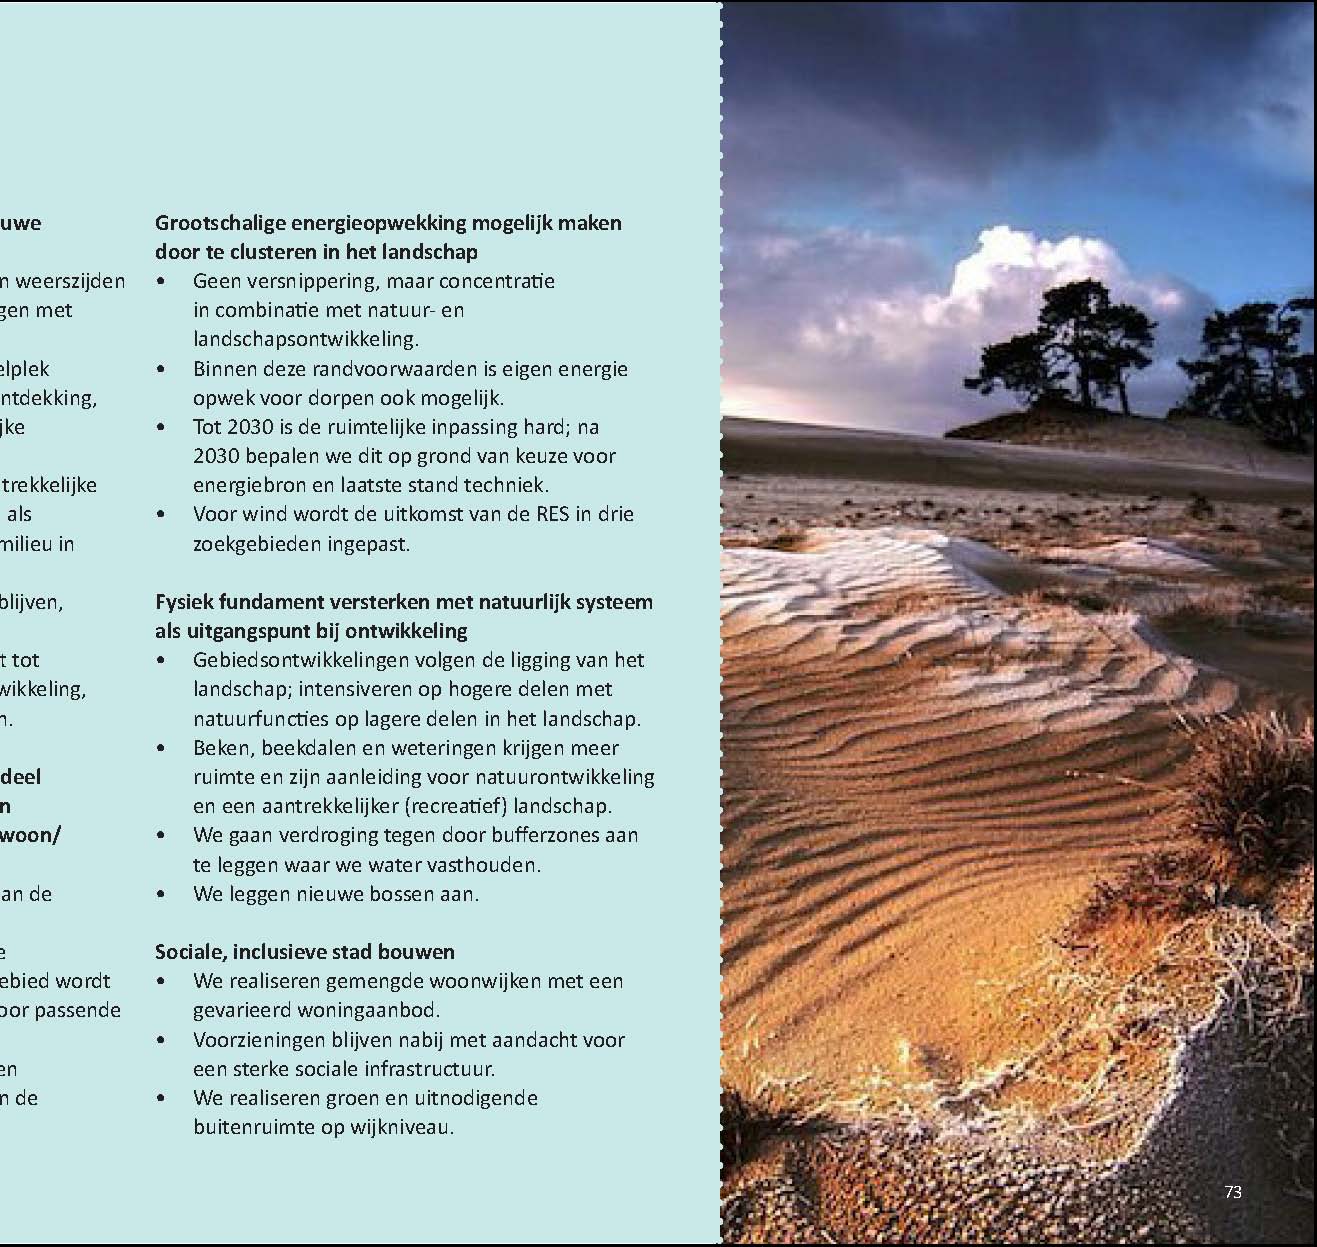 uwe
n weerszijden
gen met
elplek
ntdekking,
jke
trekkelijke
als
milieu in
blijven,
t tot
wikkeling,
n.
deel
n
woon/
an de
e
ebied wordt
oor passende
en
n de
Grootschalige energieopwekking mogelijk maken
door te clusteren in het landschap
• Geen versnippering, maar concentratie
in combinatie met natuur- en
landschapsontwikkeling.
• Binnen deze randvoorwaarden is eigen energie
opwek voor dorpen ook mogelijk.
• Tot 2030 is de ruimtelijke inpassing hard; na
2030 bepalen we dit op grond van keuze voor
energiebron en laatste stand techniek.
• Voor wind wordt de uitkomst van de RES in drie
zoekgebieden ingepast.
Fysiek fundament versterken met natuurlijk systeem
als uitgangspunt bij ontwikkeling
• Gebiedsontwikkelingen volgen de ligging van het
landschap; intensiveren op hogere delen met
natuurfuncties op lagere delen in het landschap.
• Beken, beekdalen en weteringen krijgen meer
ruimte en zijn aanleiding voor natuurontwikkeling
en een aantrekkelijker (recreatief) landschap.
• We gaan verdroging tegen door bufferzones aan
te leggen waar we water vasthouden.
• We leggen nieuwe bossen aan.
Sociale, inclusieve stad bouwen
• We realiseren gemengde woonwijken met een
gevarieerd woningaanbod.
• Voorzieningen blijven nabij met aandacht voor
een sterke sociale infrastructuur.
• We realiseren groen en uitnodigende
buitenruimte op wijkniveau.
73